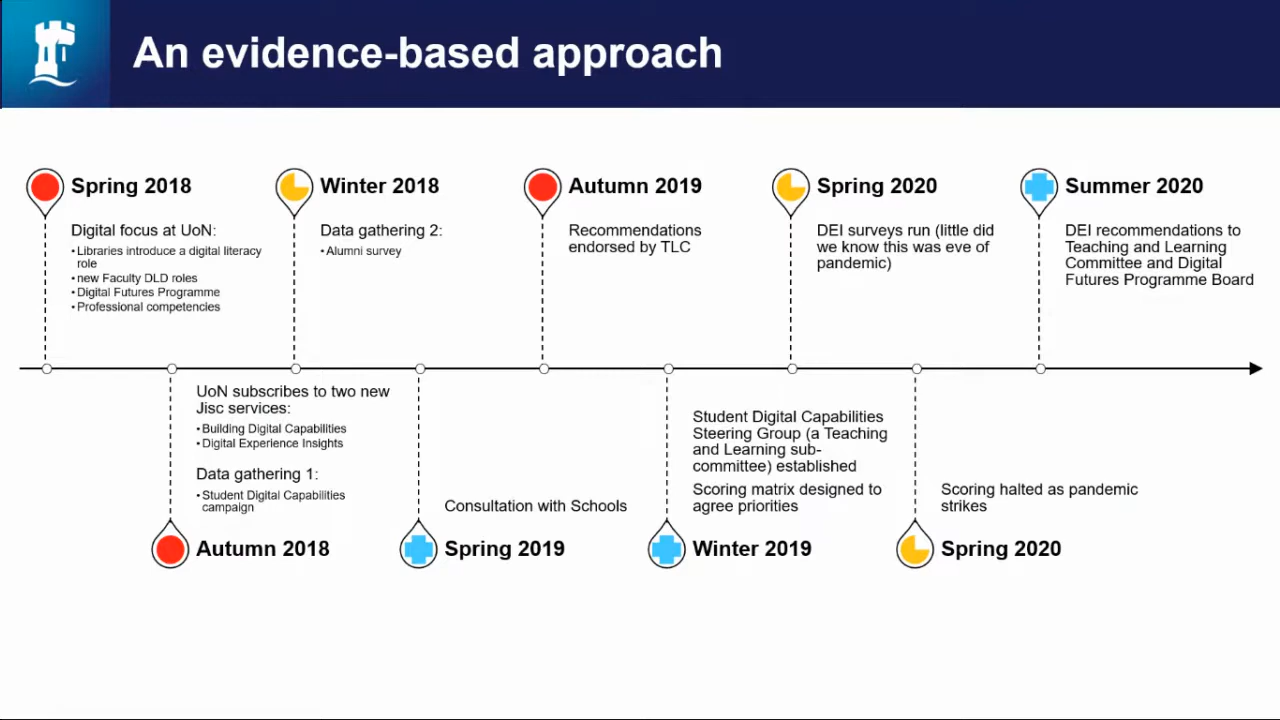 An evidence-based approach
Spring 2018
Digital focus at UoN:
• Libraries introduce a digital literacy
role
• new Faculty DLD roles
• Digital Futures Programme
• Professional competencies
UoN subscribes to two new
Jisc services:
• Building Digital Capabilities
• Digital Experience Insights
Data gathering 1:
• Student Digital Capabilities
campaign
Autumn 2018
Winter 2018
Data gathering 2:
• Alumni survey
Consultation with Schools
Spring 2019
Autumn 2019
Recommendations
endorsed by TLC
Student Digital Capabilities
Steering Group (a Teaching
and Learning sub-
committee) established
Scoring matrix designed to
agree priorities
Winter 2019
Spring 2020
DEI surveys run (little did
we know this was eve of
pandemic)
Scoring halted as pandemic
strikes
Spring 2020
Summer 2020
DEI recommendations to
Teaching and Learning
Committee and Digital
Futures Programme Board